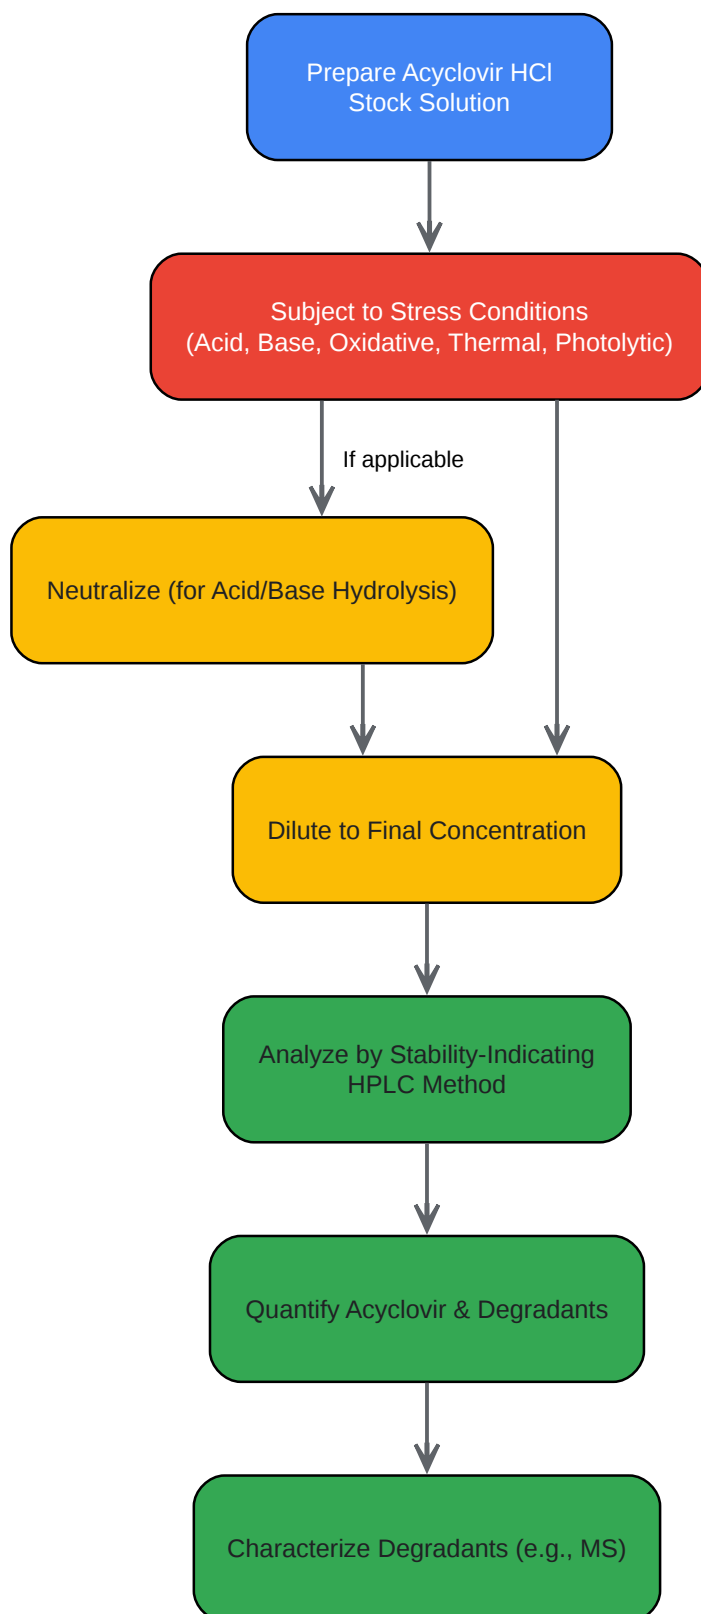 Prepare Acyclovir HCl
Stock Solution
Subject to Stress Conditions
(Acid, Base, Oxidative, Thermal, Photolytic)
If applicable
Neutralize (for Acid/Base Hydrolysis)
Dilute to Final Concentration
Analyze by Stability-Indicating
HPLC Method
Quantify Acyclovir & Degradants
Characterize Degradants (e.g., MS)